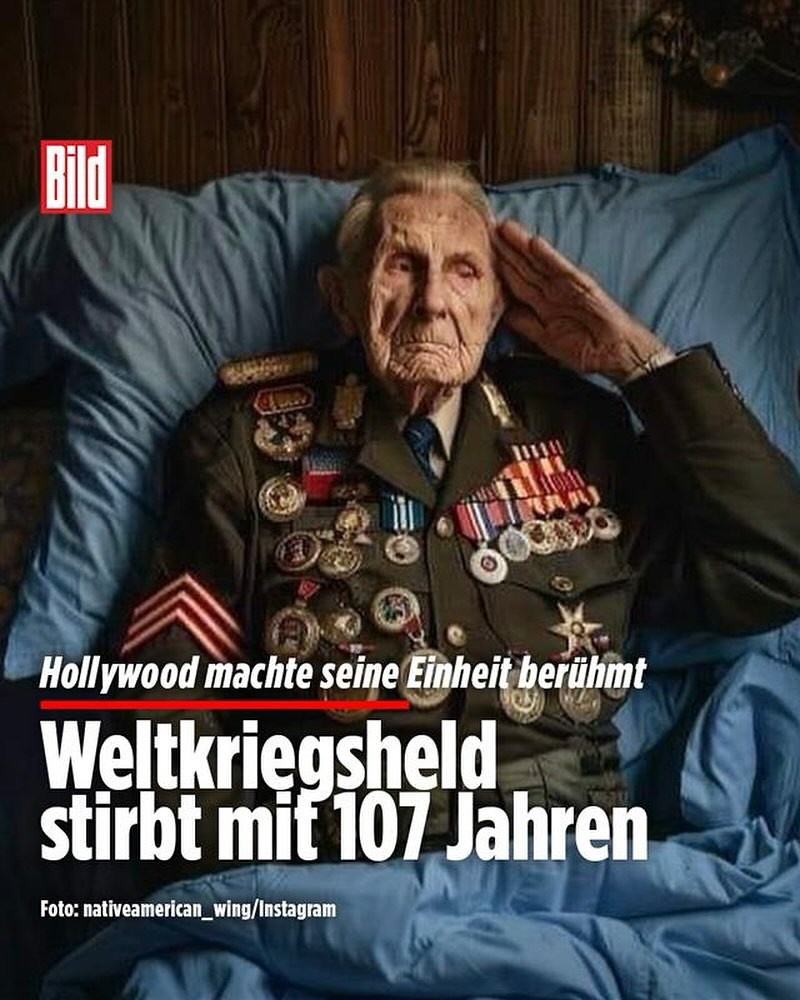 Bild
Hollywood machte seine Einheit berühmt
Weltkriegsheld
stirbt mit 107 Jahren
Foto: nativeamerican_wing/Instagram